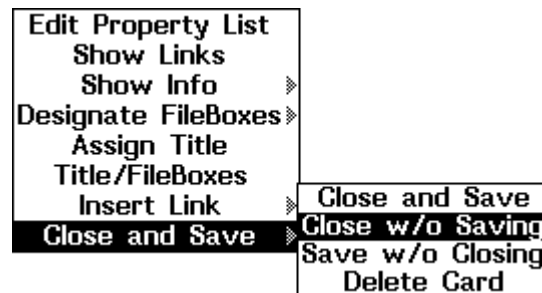 Edit Property List
Show Links
Show Info
Designate FileBoxes
Assign Title
Title/FileBoxes
Insert Link
Close and Save
Close and Save
Close w/o Saving
Save w/o Closing
Delete Card